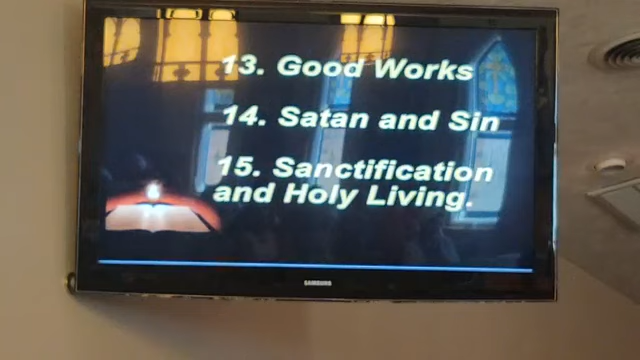 13. Good Works
14. Satan and Sin
15. Sanctification
and Holy Living.
SAMSUNG